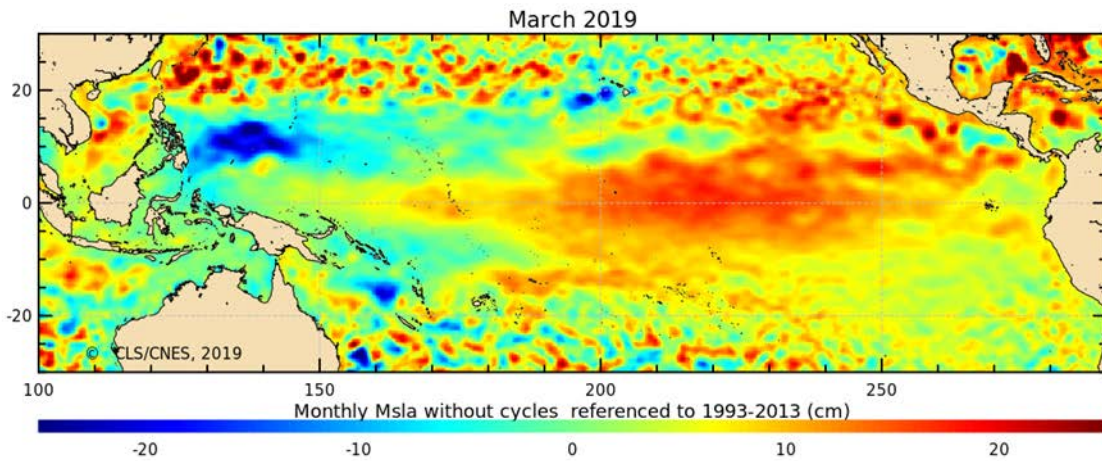 March 2019
20
0
-20
© CLS/CNES, 2019
100 150 200 250
Monthly Msla without cycles referenced to 1993-2013 (cm)
-20 -10 0 10 20